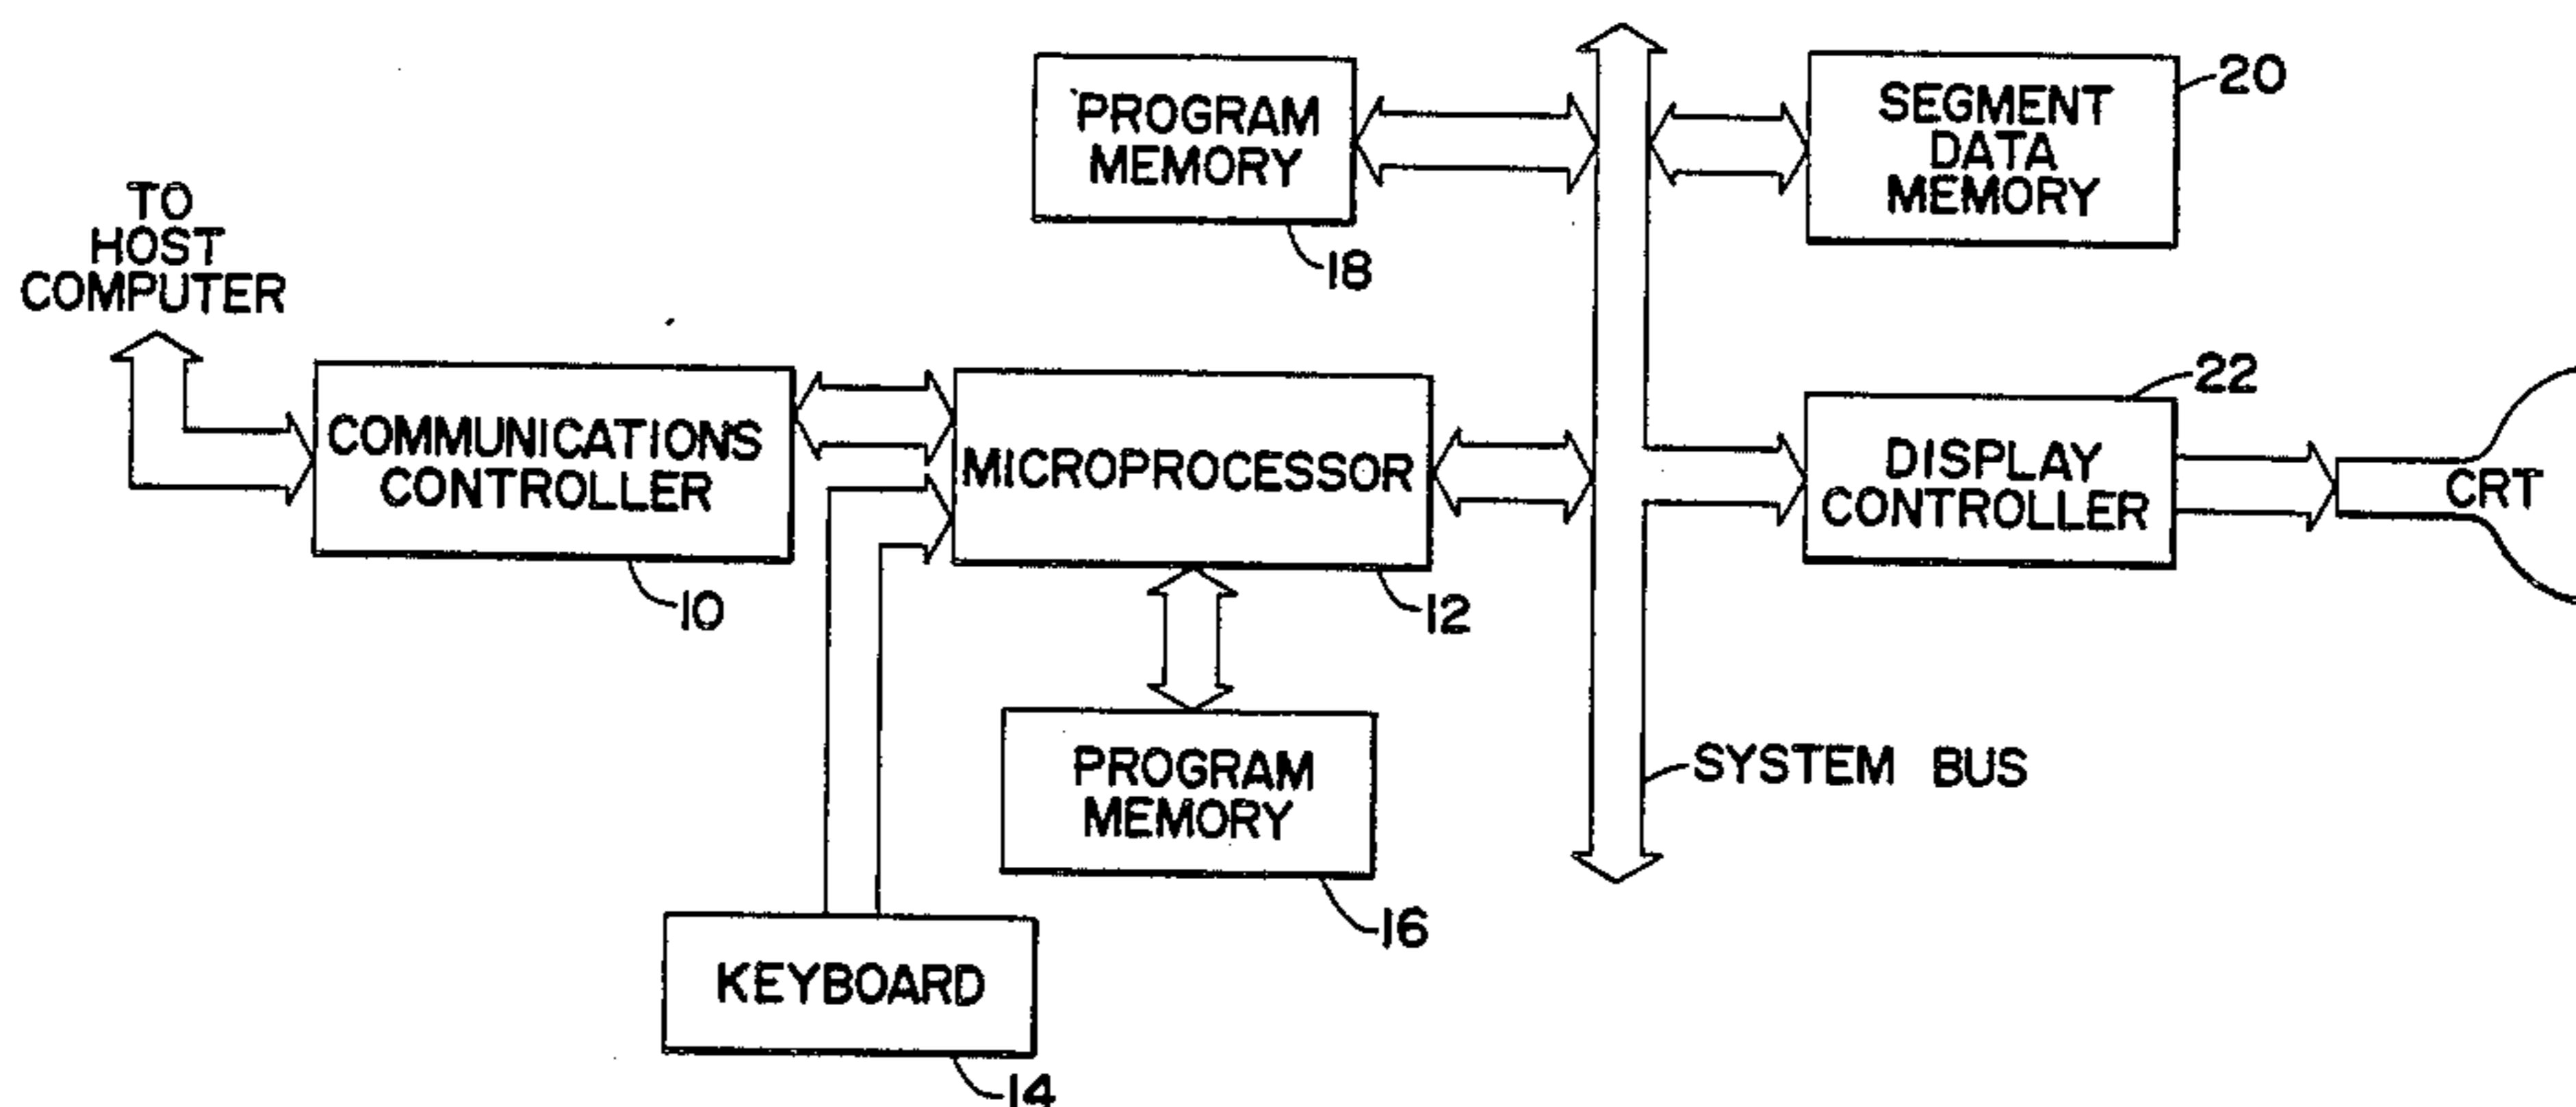 TO
HOST
COMPUTER
COMMUNICATIONS
CONTROLLER
10
MICROPROCESSOR
12
KEYBOARD
14
PROGRAM
MEMORY
16
PROGRAM
MEMORY
18
SEGMENT
DATA
MEMORY
20
DISPLAY
CONTROLLER
22
CRT
SYSTEM BUS